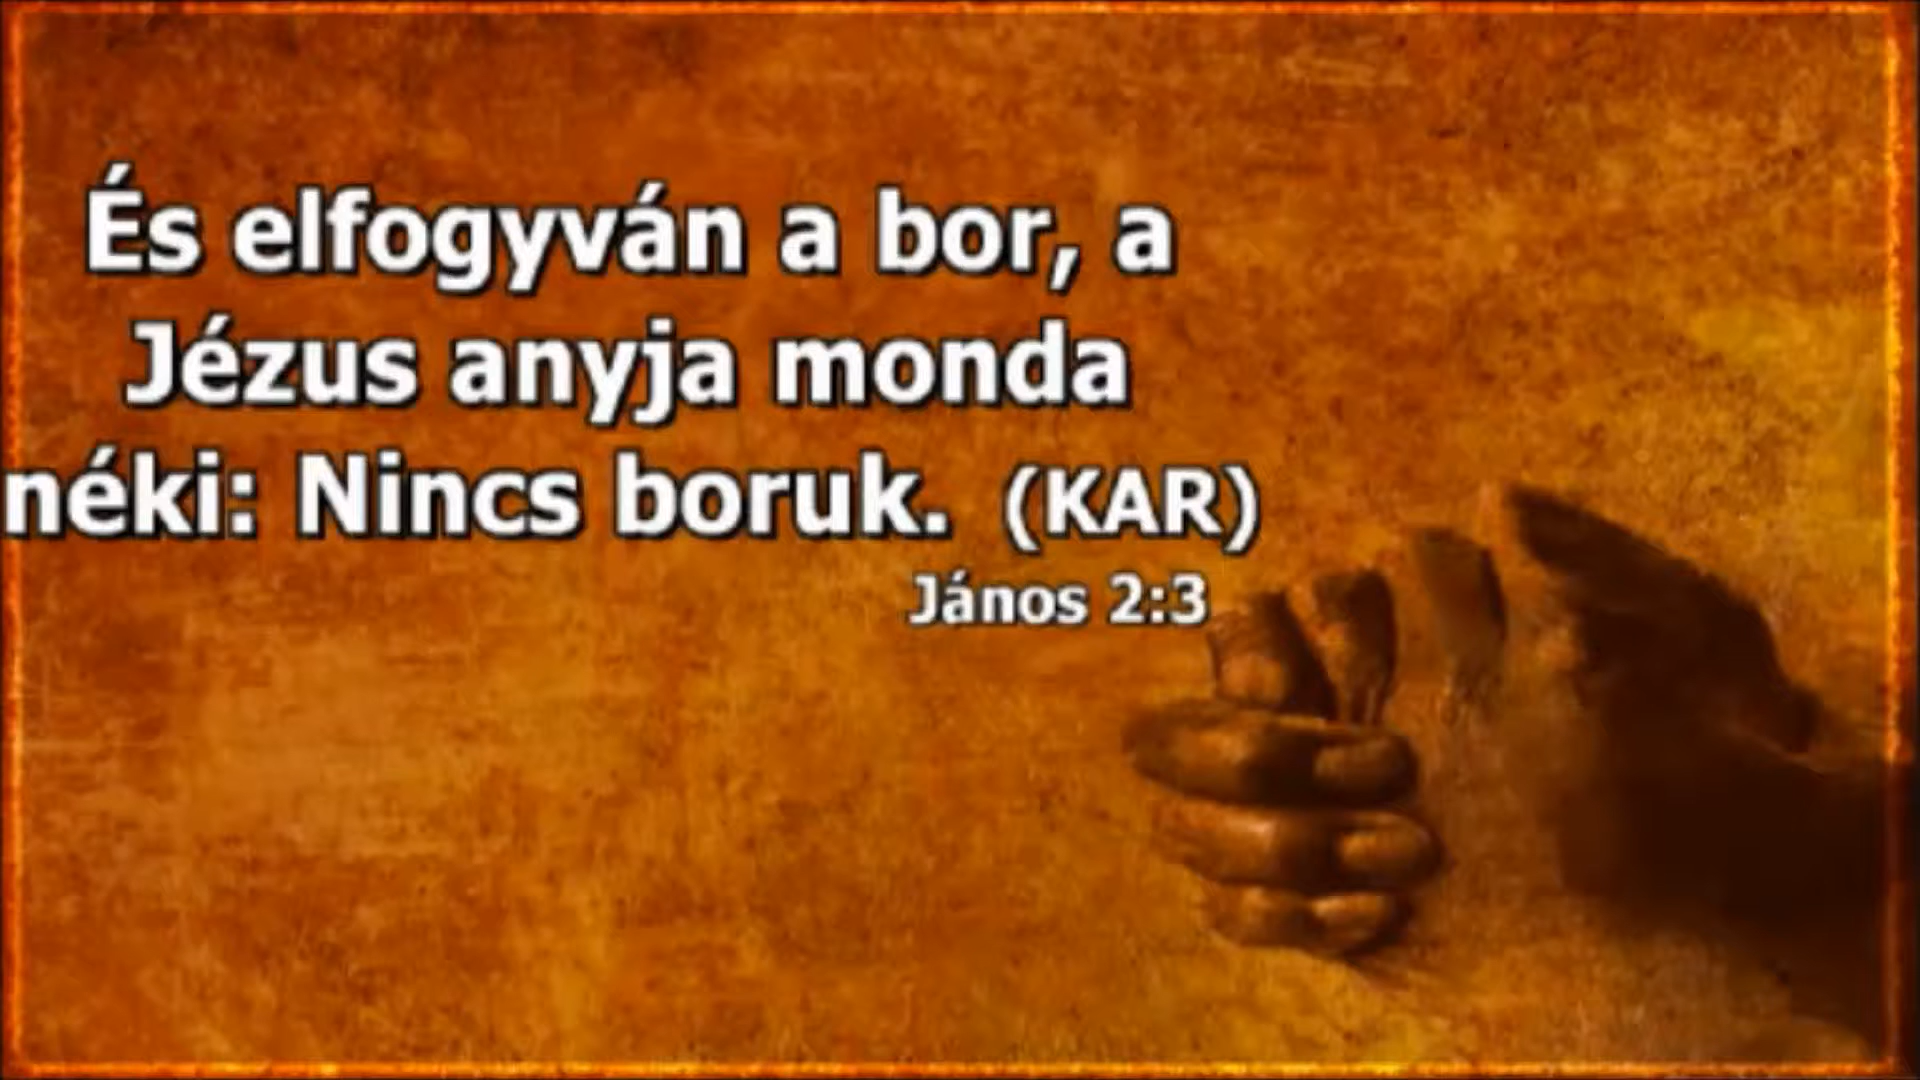 És elfogyván a bor, a
Jézus anyja monda
néki: Nincs boruk. (KAR)
János 2:3